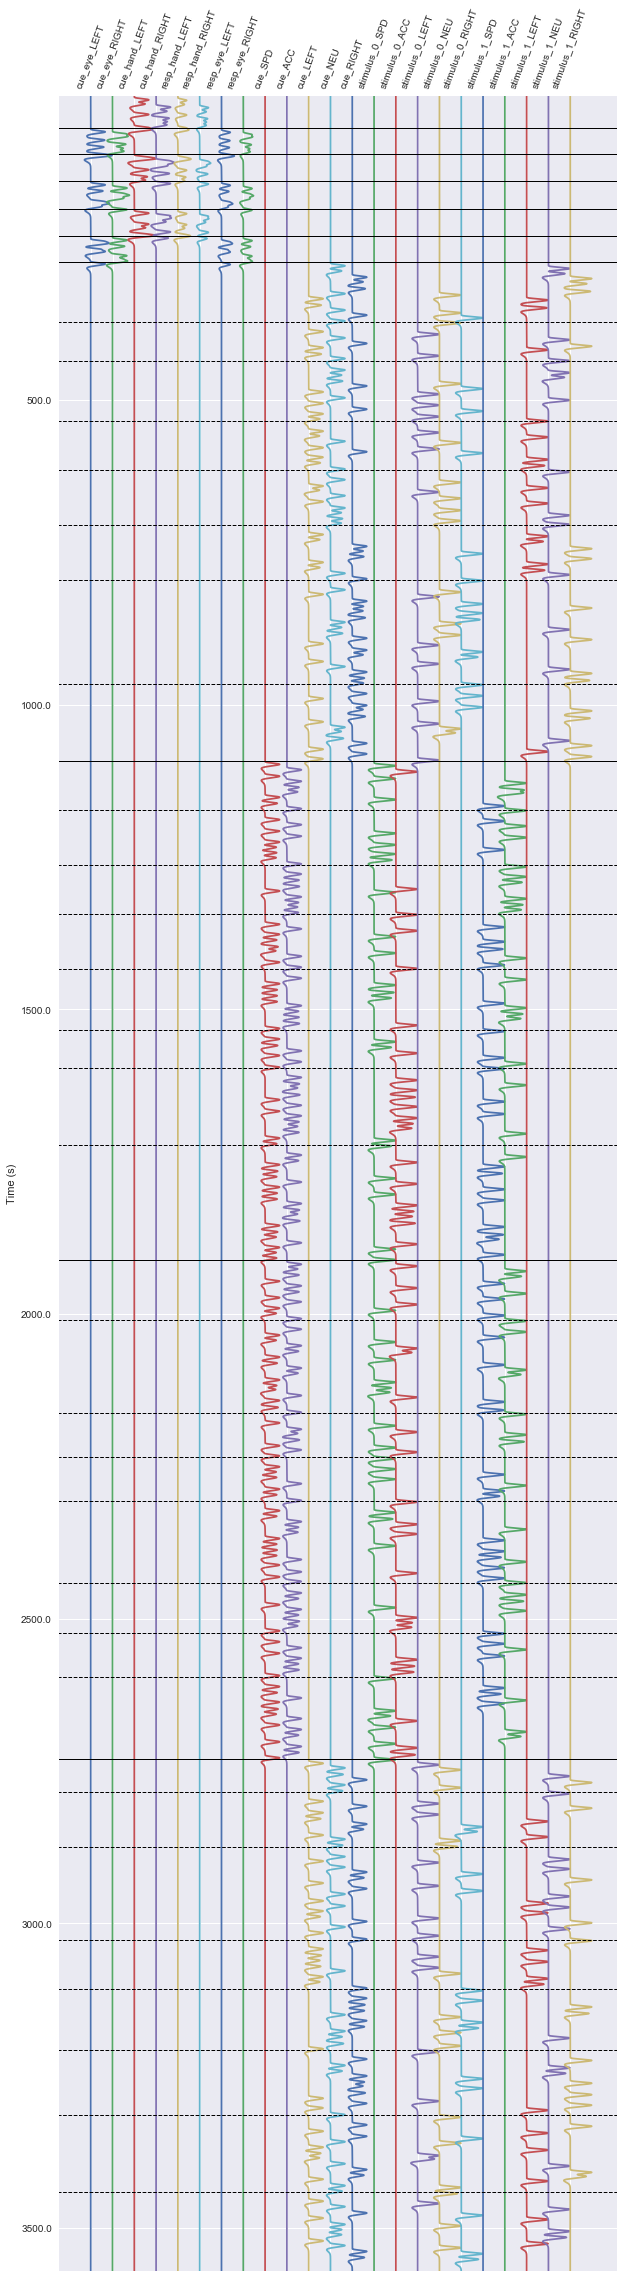 cue_eye_LEFT
cue_eye_RIGHT
cue_hand_LEFT
cue_hand_RIGHT
resp_hand_LEFT
resp_hand_RIGHT
resp_eye_LEFT
resp_eye_RIGHT
cue_SPD
cue_ACC
cue_LEFT
cue_NEU
cue_RIGHT
stimulus_0_SPD
stimulus_0_ACC
stimulus_0_LEFT
stimulus_0_NEU
stimulus_0_RIGHT
stimulus_1_SPD
stimulus_1_ACC
stimulus_1_LEFT
stimulus_1_NEU
stimulus_1_RIGHT
500.0
1000.0
1500.0
Time (s)
2000.0
2500.0
3000.0
3500.0